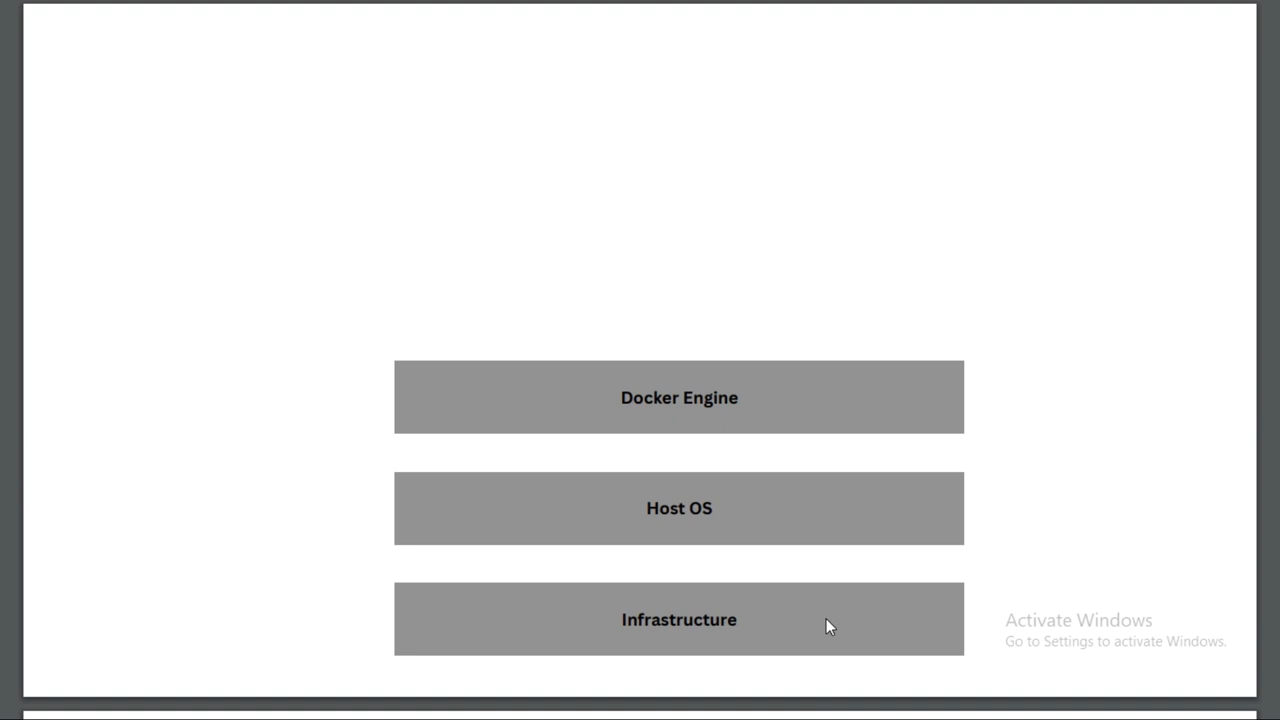 Docker Engine
Host OS
Infrastructure
Activate Windows
Go to Settings to activate Windows.